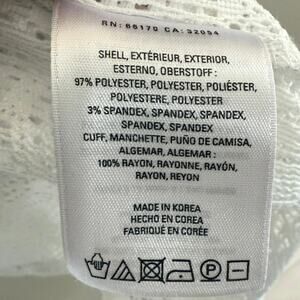 RN: 66170 CA: 32054
SHELL, EXTÉRIEUR, EXTERIOR,
ESTERNO, OBERSTOFF :
97% POLYESTER, POLYESTER, POLIÉSTER,
POLYESTERE, POLYESTER
3% SPANDEX, SPANDEX, SPANDEX,
SPANDEX, SPANDEX
CUFF, MANCHETTE, PUÑO DE CAMISA,
ALGEMAR, ALGEMAR :
100% RAYON, RAYONNE, RAYÓN,
RAYON, REYON
MADE IN KOREA
HECHO EN COREA
FABRIQUÉ EN CORÉE